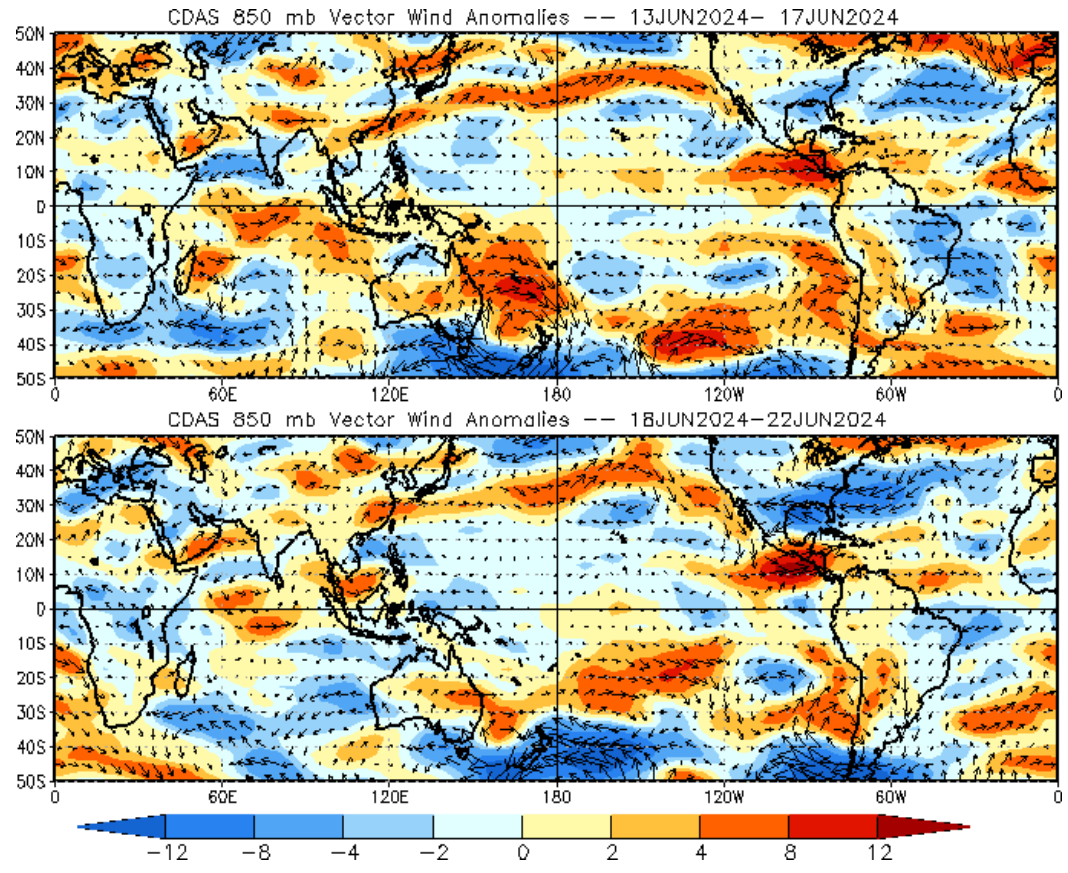 CDAS 850 mb Vector Wind Anomalies -- 13JUN2024- 17JUN2024
50N
40N
30N
20N
10N
0
10S
20S
30S
40S
50S
0 60E 120E 180 120W 60W 0
CDAS 850 mb Vector Wind Anomalies -- 18JUN2024-22JUN2024
50N
40N
30N
20N
10N
0
10S
20S
30S
40S
50S
0 60E 120E 180 120W 60W 0
-12 -8 -4 -2 0 2 4 8 12